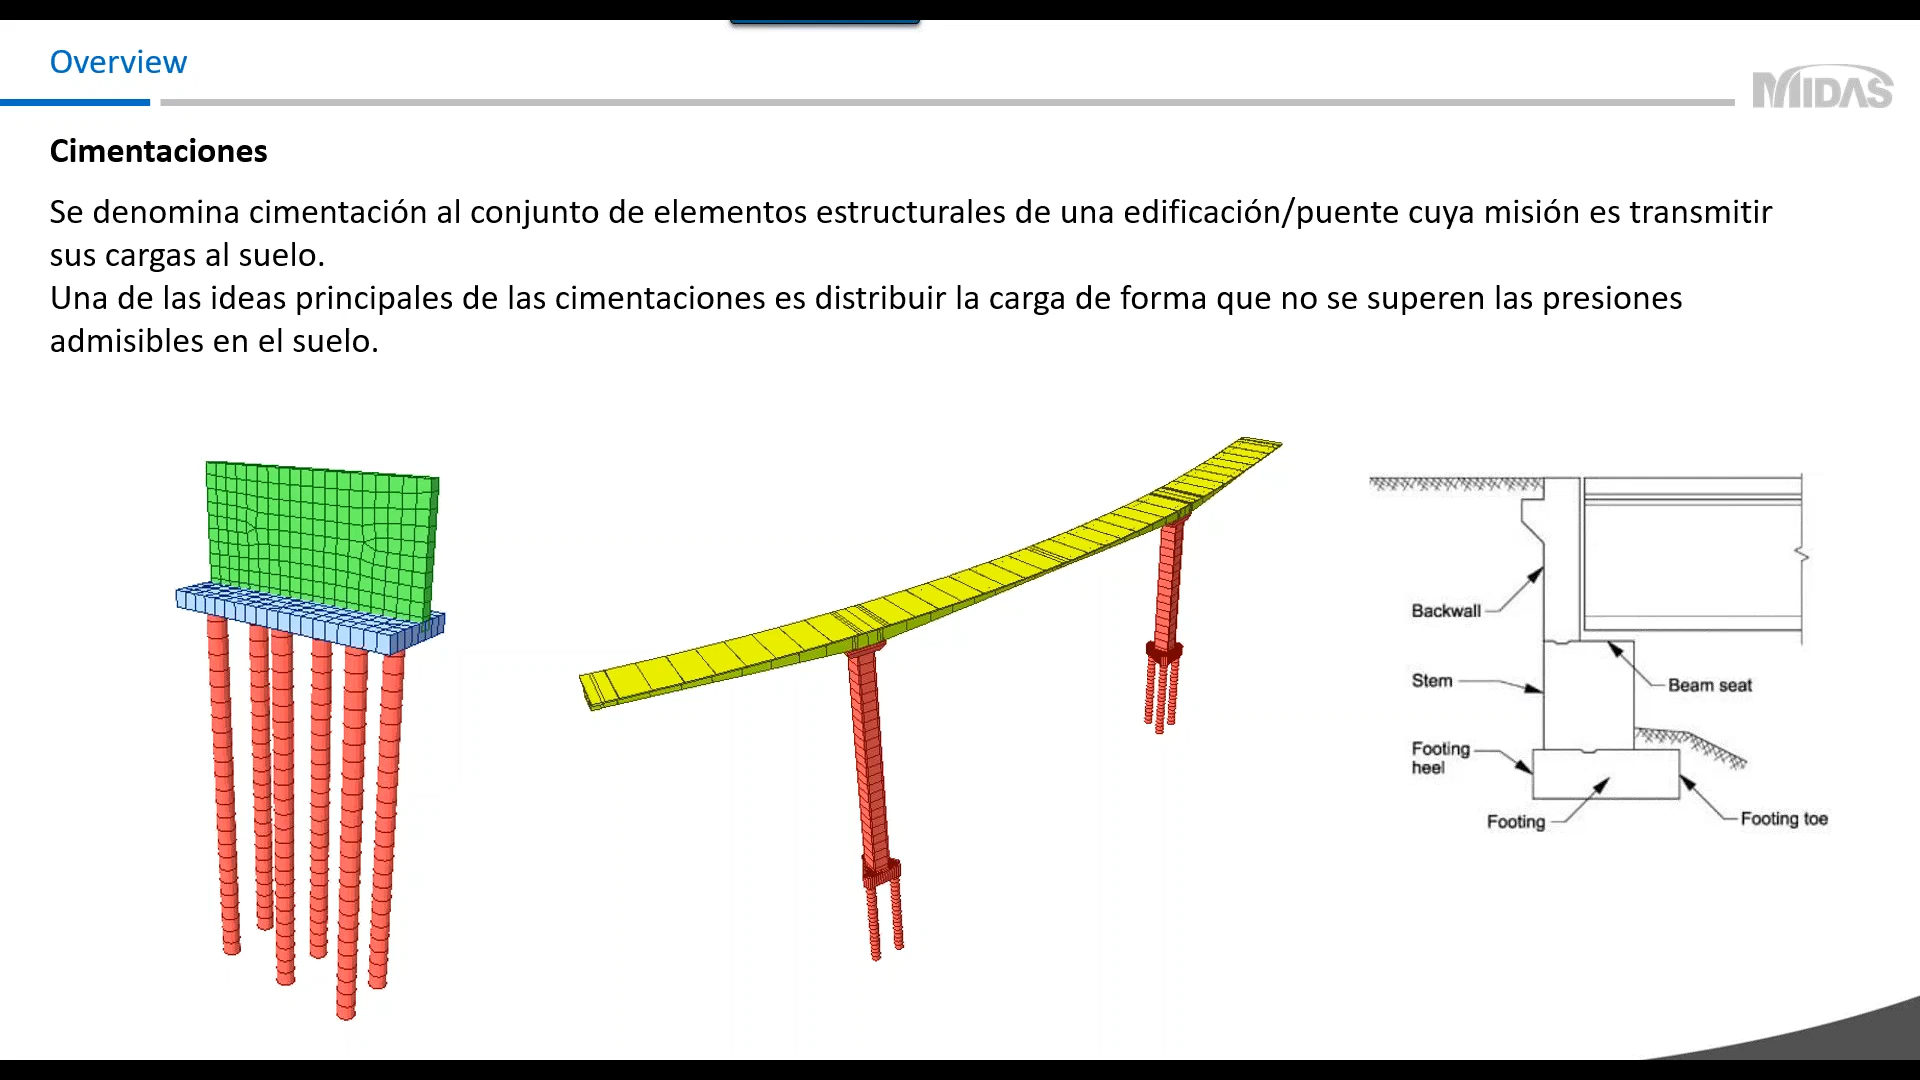 Overview
MIDAS
Cimentaciones
Se denomina cimentación al conjunto de elementos estructurales de una edificación/puente cuya misión es transmitir
sus cargas al suelo.
Una de las ideas principales de las cimentaciones es distribuir la carga de forma que no se superen las presiones
admisibles en el suelo.
Backwall
Stem
Beam seat
Footing
heel
Footing
Footing toe